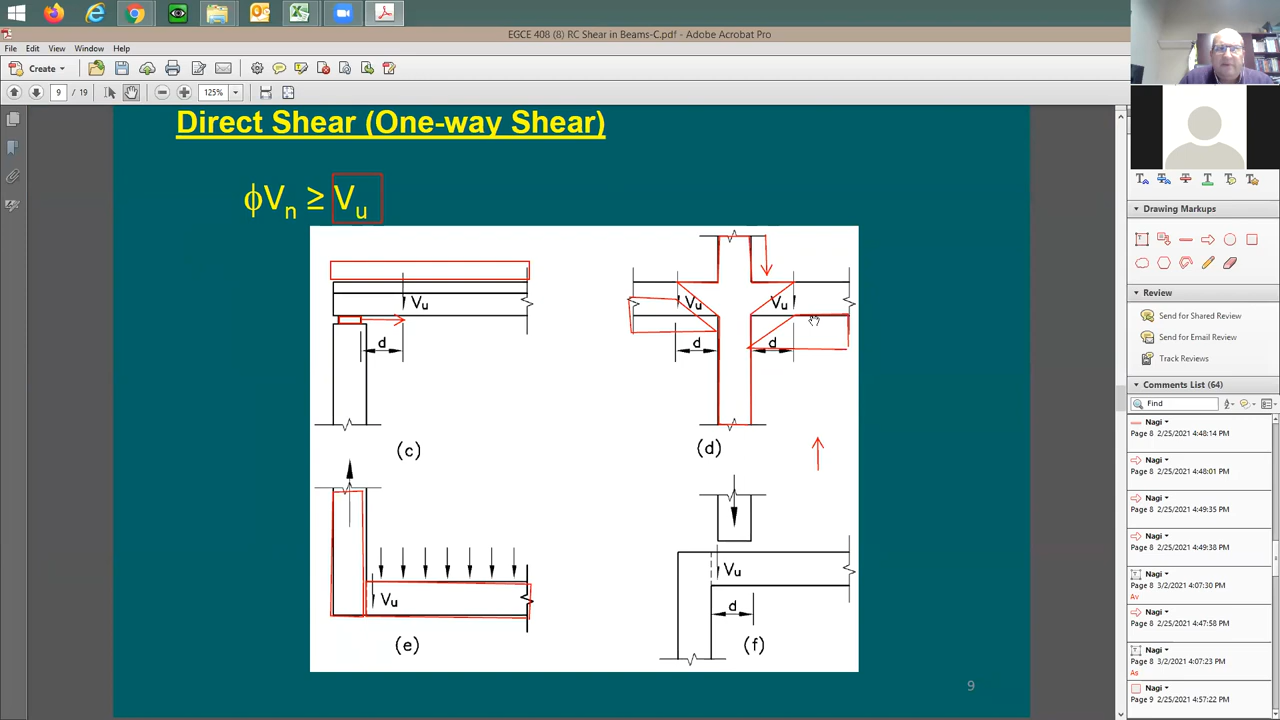 EGCE 408 (8) RC Shear in Beams-C.pdf - Adobe Acrobat Pro
File Edit View Window Help
Create
9 / 19
125%
Direct Shear (One-way Shear)
ϕVn ≥ Vu
Vu
d
(c)
Vu
Vu
d
d
(d)
Vu
(e)
Vu
d
(f)
9
Drawing Markups
Review
Send for Shared Review
Send for Email Review
Track Reviews
Comments List (64)
Find
Nagi
Page 8 2/25/2021 4:48:14 PM
Nagi
Page 8 2/25/2021 4:48:01 PM
Nagi
Page 8 2/25/2021 4:49:35 PM
Nagi
Page 8 2/25/2021 4:49:38 PM
Nagi
Page 8 3/2/2021 4:07:30 PM
Av
Nagi
Page 8 2/25/2021 4:47:58 PM
Nagi
Page 8 3/2/2021 4:07:23 PM
As
Nagi
Page 9 2/25/2021 4:57:22 PM